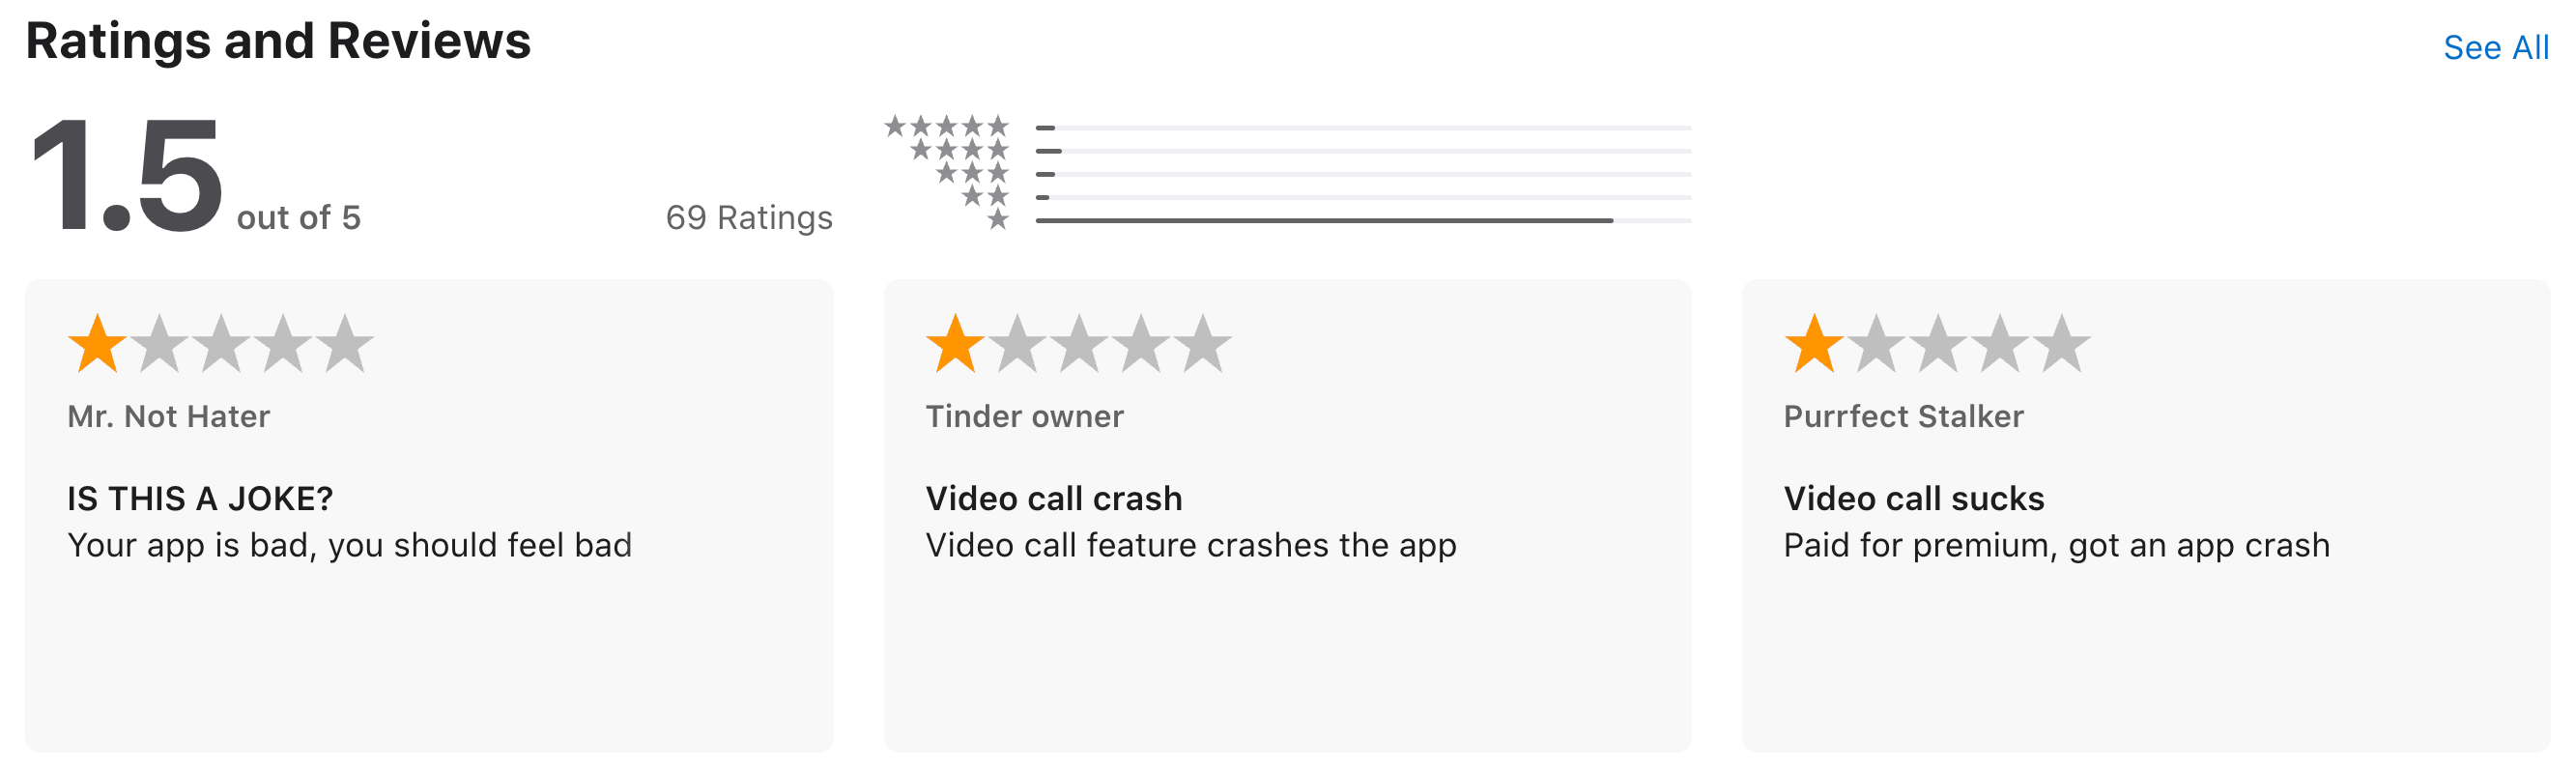 Ratings and Reviews
See All
1.5 out of 5
69 Ratings
Mr. Not Hater
IS THIS A JOKE?
Your app is bad, you should feel bad
Tinder owner
Video call crash
Video call feature crashes the app
Purrfect Stalker
Video call sucks
Paid for premium, got an app crash